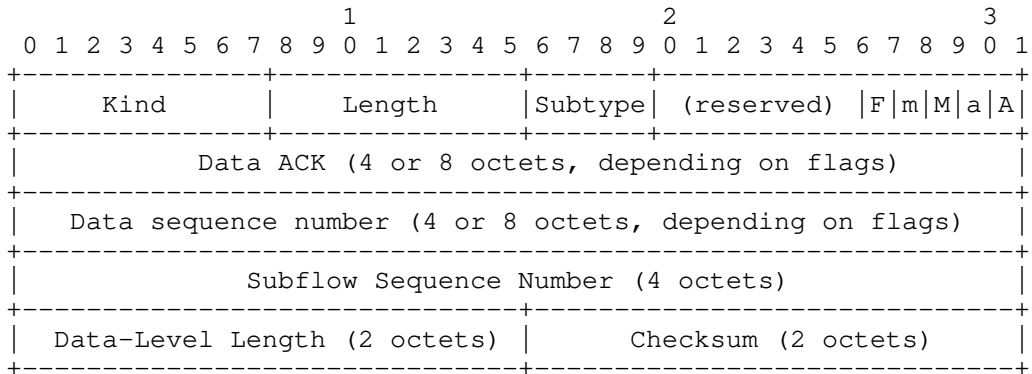 1                   2                   3
 0 1 2 3 4 5 6 7 8 9 0 1 2 3 4 5 6 7 8 9 0 1 2 3 4 5 6 7 8 9 0 1
+---------------+---------------+-------+----------------------+
|     Kind      |    Length     |Subtype| (reserved) |F|m|M|a|A|
+---------------+---------------+-------+----------------------+
|           Data ACK (4 or 8 octets, depending on flags)       |
+--------------------------------------------------------------+
|   Data sequence number (4 or 8 octets, depending on flags)   |
+--------------------------------------------------------------+
|              Subflow Sequence Number (4 octets)              |
+-------------------------------+------------------------------+
|  Data-Level Length (2 octets) |      Checksum (2 octets)     |
+-------------------------------+------------------------------+